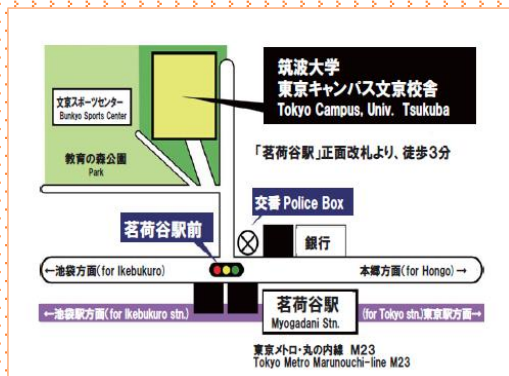 筑波大学
東京キャンパス文京校舎
Tokyo Campus, Univ. Tsukuba
文京スポーツセンター
Bunkyo Sports Center
「茗荷谷駅」正面改札より、徒歩3分
教育の森公園
Park
交番 Police Box
茗荷谷駅前
銀行
←池袋方面(for Ikebukuro)
本郷方面(for Hongo)→
←池袋駅方面(for Ikebukuro stn.)
茗荷谷駅
Myogadani Stn.
(for Tokyo stn.)東京駅方面→
東京メトロ・丸の内線 M23
Tokyo Metro Marunouchi-line M23